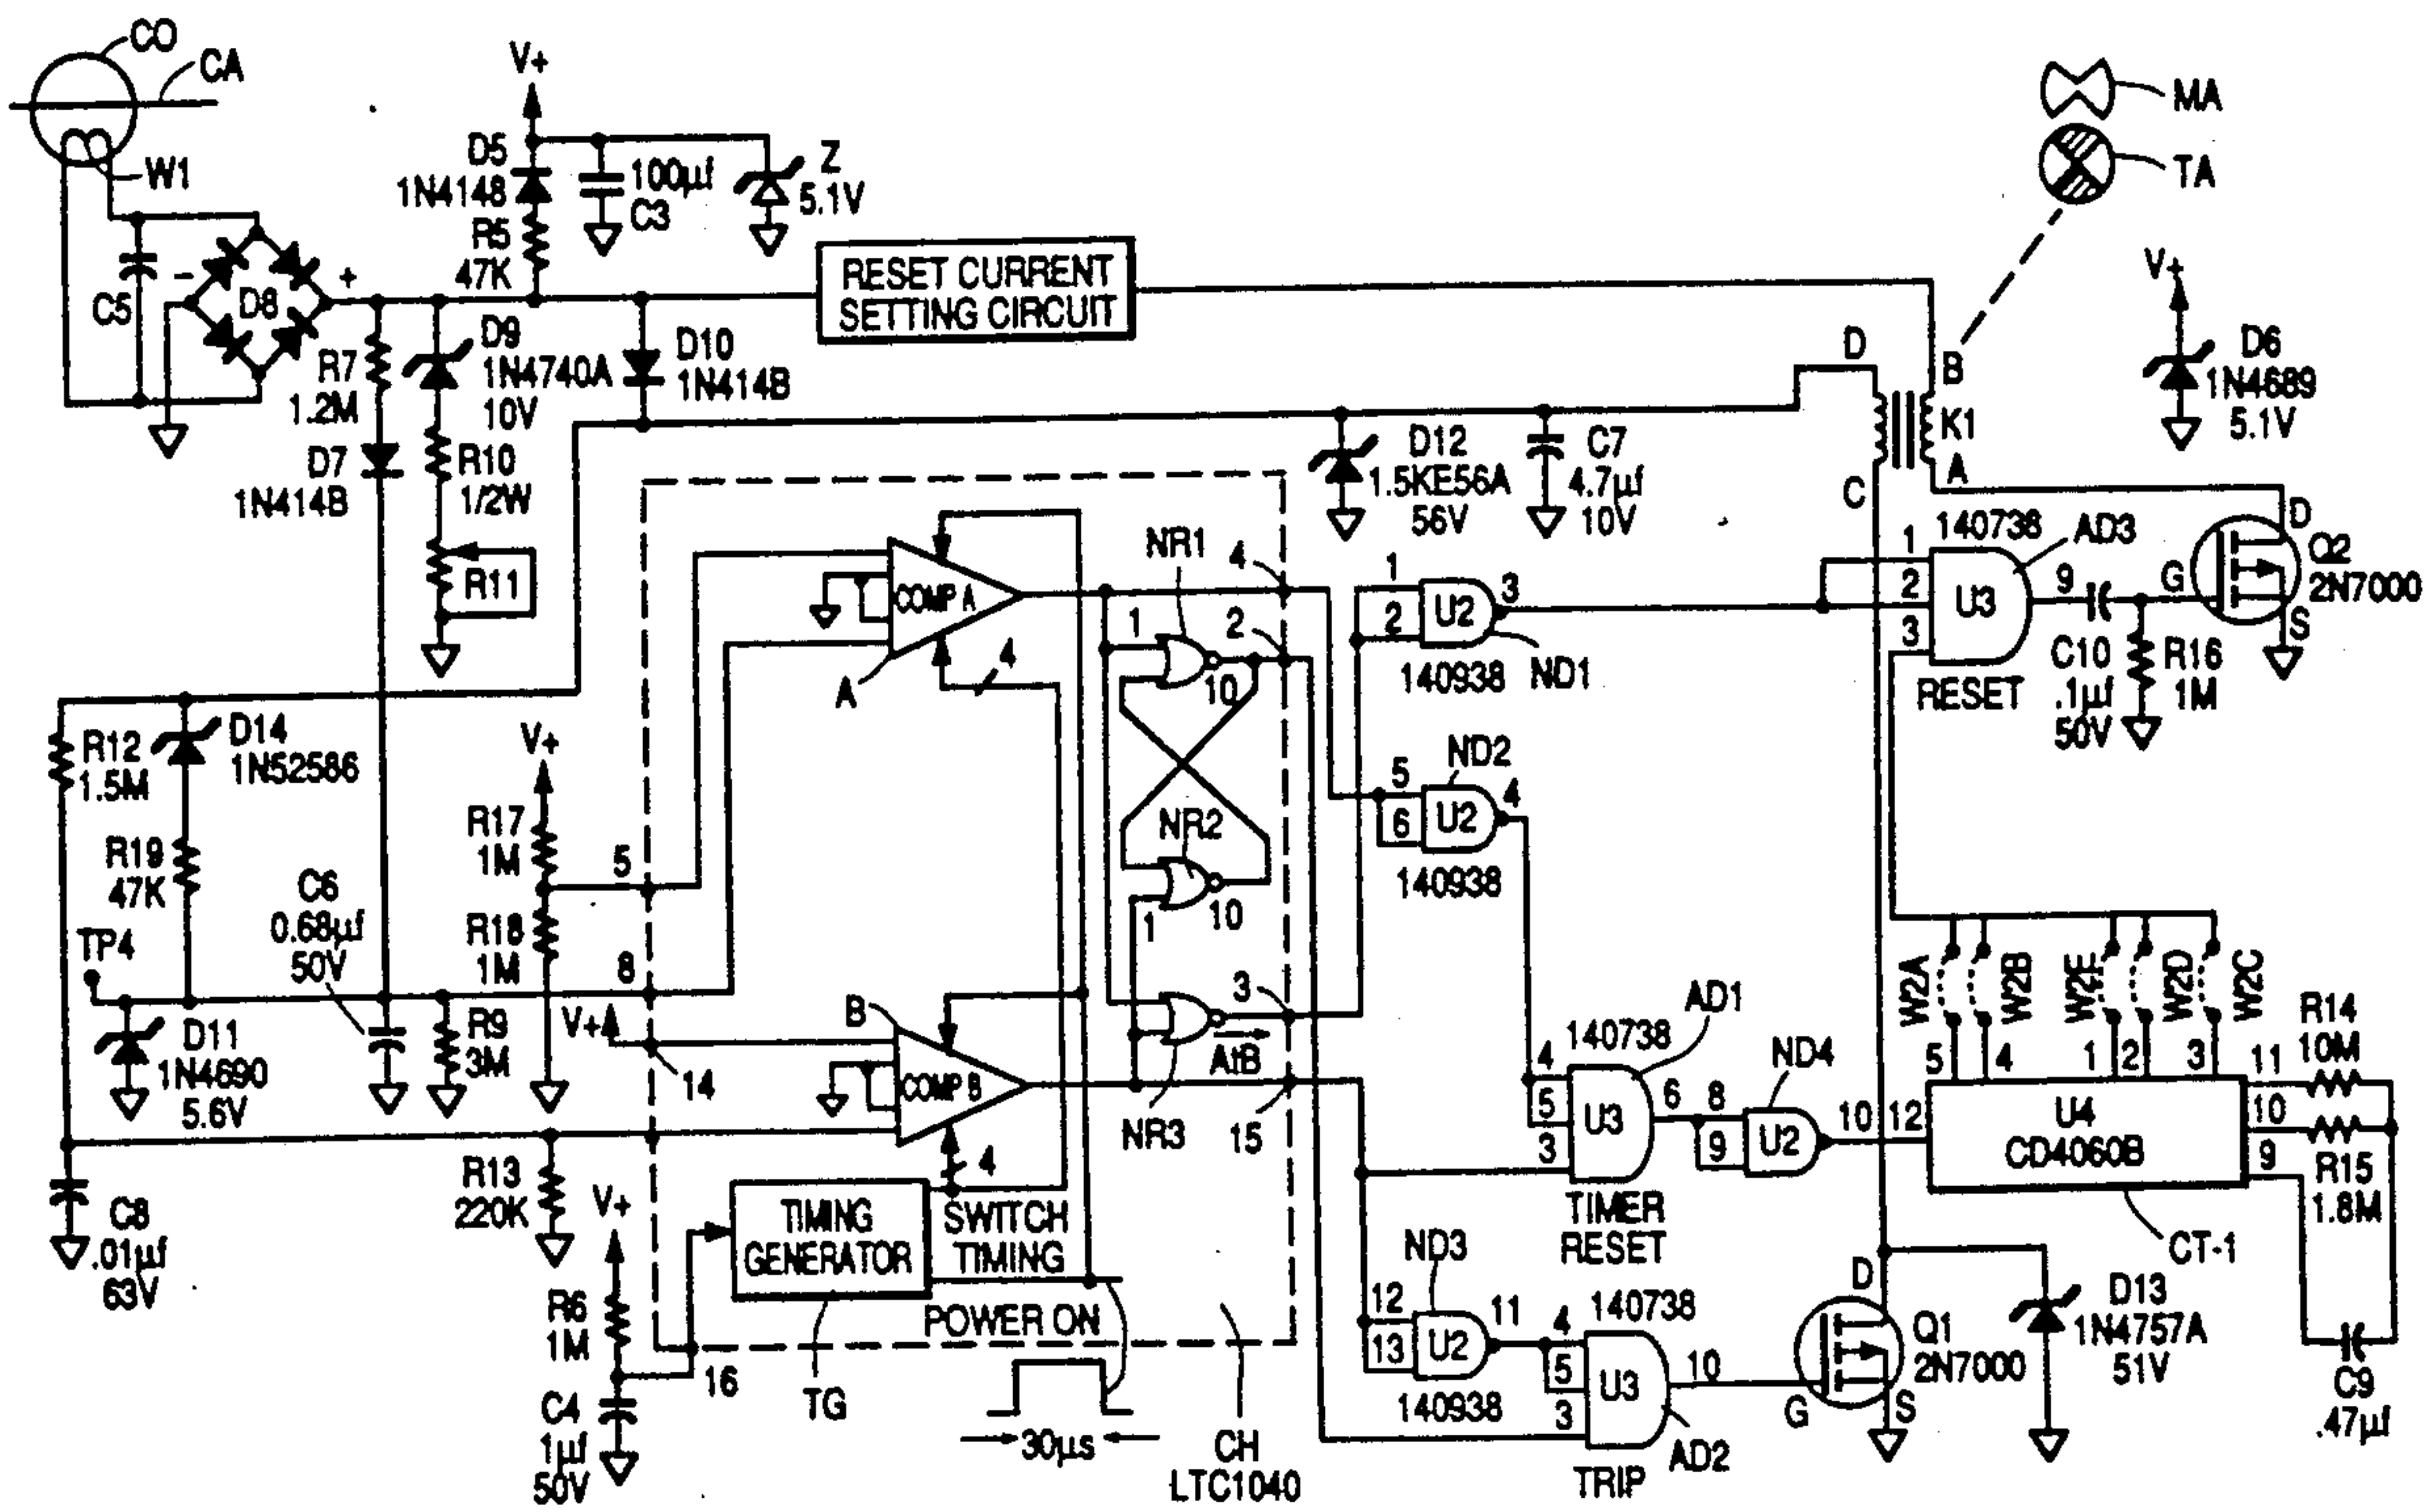 CO
CA
W1
V+
D5
1N4148
R5
47K
100µf
C3
Z
5.1V
MA
TA
C5
-
D8
+
RESET CURRENT
SETTING CIRCUIT
V+
D6
1N4689
5.1V
R7
1.2M
D9
1N4740A
10V
D10
1N414B
D
B
K1
A
C
D7
1N414B
R10
1/2W
R11
D12
1.5KE56A
56V
C7
4.7µf
10V
140738
AD3
1
2
3
U3
9
RESET
C10
.1µf
50V
R16
1M
G
D
S
Q2
2N7000
COMP A
A
4
NR1
1
10
4
2
1
2
U2
3
140938
ND1
R12
1.5M
D14
1N52586
R19
47K
V+
R17
1M
R18
1M
5
8
NR2
1
10
5
6
U2
4
ND2
140938
TP4
C6
0.68µf
50V
D11
1N4690
5.6V
R9
3M
V+
14
B
COMP B
4
3
AtB
NR3
15
140738
AD1
4
5
3
U3
6
TIMER
RESET
8
9
U2
10
ND4
W2A
W2B
W2E
W2D
W2C
5
4
1
2
3
12
U4
CD4060B
11
10
9
R14
10M
R15
1.8M
CT-1
C9
.47µf
C8
.01µf
63V
R13
220K
V+
R6
1M
C4
1µf
50V
16
TIMING
GENERATOR
TG
SWITCH
TIMING
POWER ON
30µs
CH
LTC1040
ND3
12
13
U2
11
140938
140738
4
5
3
U3
10
AD2
TRIP
D
G
S
Q1
2N7000
D13
1N4757A
51V